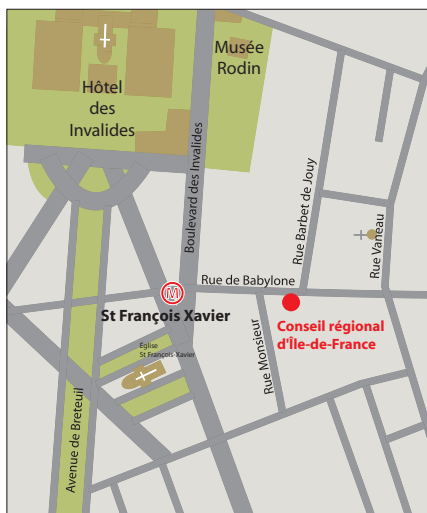 Musée
Rodin
Hôtel
des
Invalides
Boulevard des Invalides
Rue Barbet de Jouy
Rue Vaneau
Rue de Babylone
M
St François Xavier
Conseil régional
d'Île-de-France
Rue Monsieur
Église
St François-Xavier
Avenue de Breteuil